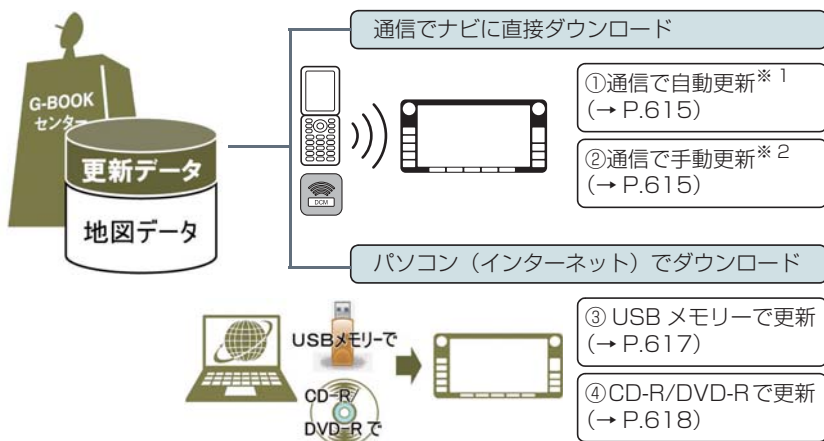 通信でナビに直接ダウンロード
G-BOOK
センター
更新データ
地図データ
DCM
①通信で自動更新※1
(→ P.615)
②通信で手動更新※2
(→ P.615)
パソコン（インターネット）でダウンロード
USBメモリーで
CD-R/
DVD-Rで
③ USB メモリーで更新
(→ P.617)
④CD-R/DVD-Rで更新
(→ P.618)